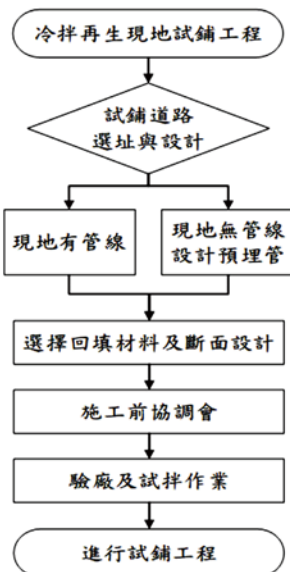 冷拌再生現地試鋪工程
試鋪道路
選址與設計
現地有管線
現地無管線
設計預埋管
選擇回填材料及斷面設計
施工前協調會
驗廠及試拌作業
進行試鋪工程